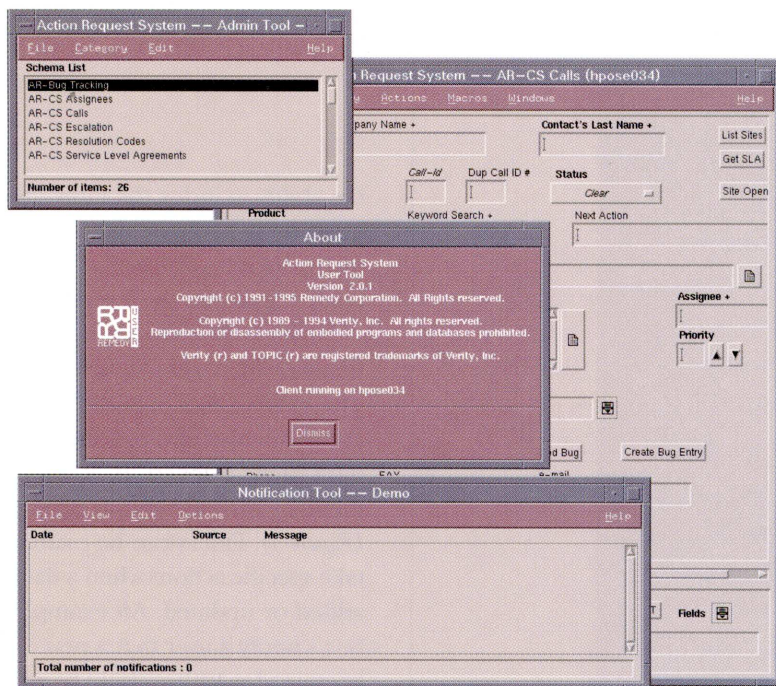 Action Request System –– Admin Tool –
File Category Edit Help
Schema List
AR–Bug Tracking
AR–CS Assignees
AR–CS Calls
AR–CS Escalation
AR–CS Resolution Codes
AR–CS Service Level Agreements
Number of items: 26
Request System –– AR–CS Calls (hpose034)
Actions Macros Windows Help
pany Name + Contact's Last Name + List Sites
Get SLA
Call–Id Dup Call ID # Status
Clear Site Open
Product Keyword Search + Next Action
Assignee +
Priority
d Bug Create Bug Entry
Phone FAX e–mail
T Fields
About
Action Request System
User Tool
Version 2.0.1
Copyright (c) 1991–1995 Remedy Corporation. All Rights reserved.
Copyright (c) 1989 – 1994 Verity, Inc. All rights reserved.
Reproduction or disassembly of embodied programs and databases prohibited.
Verity (r) and TOPIC (r) are registered trademarks of Verity, Inc.
Client running on hpose034
REMEDY
USER
Dismiss
Notification Tool –– Demo
File View Edit Options Help
Date Source Message
Total number of notifications : 0